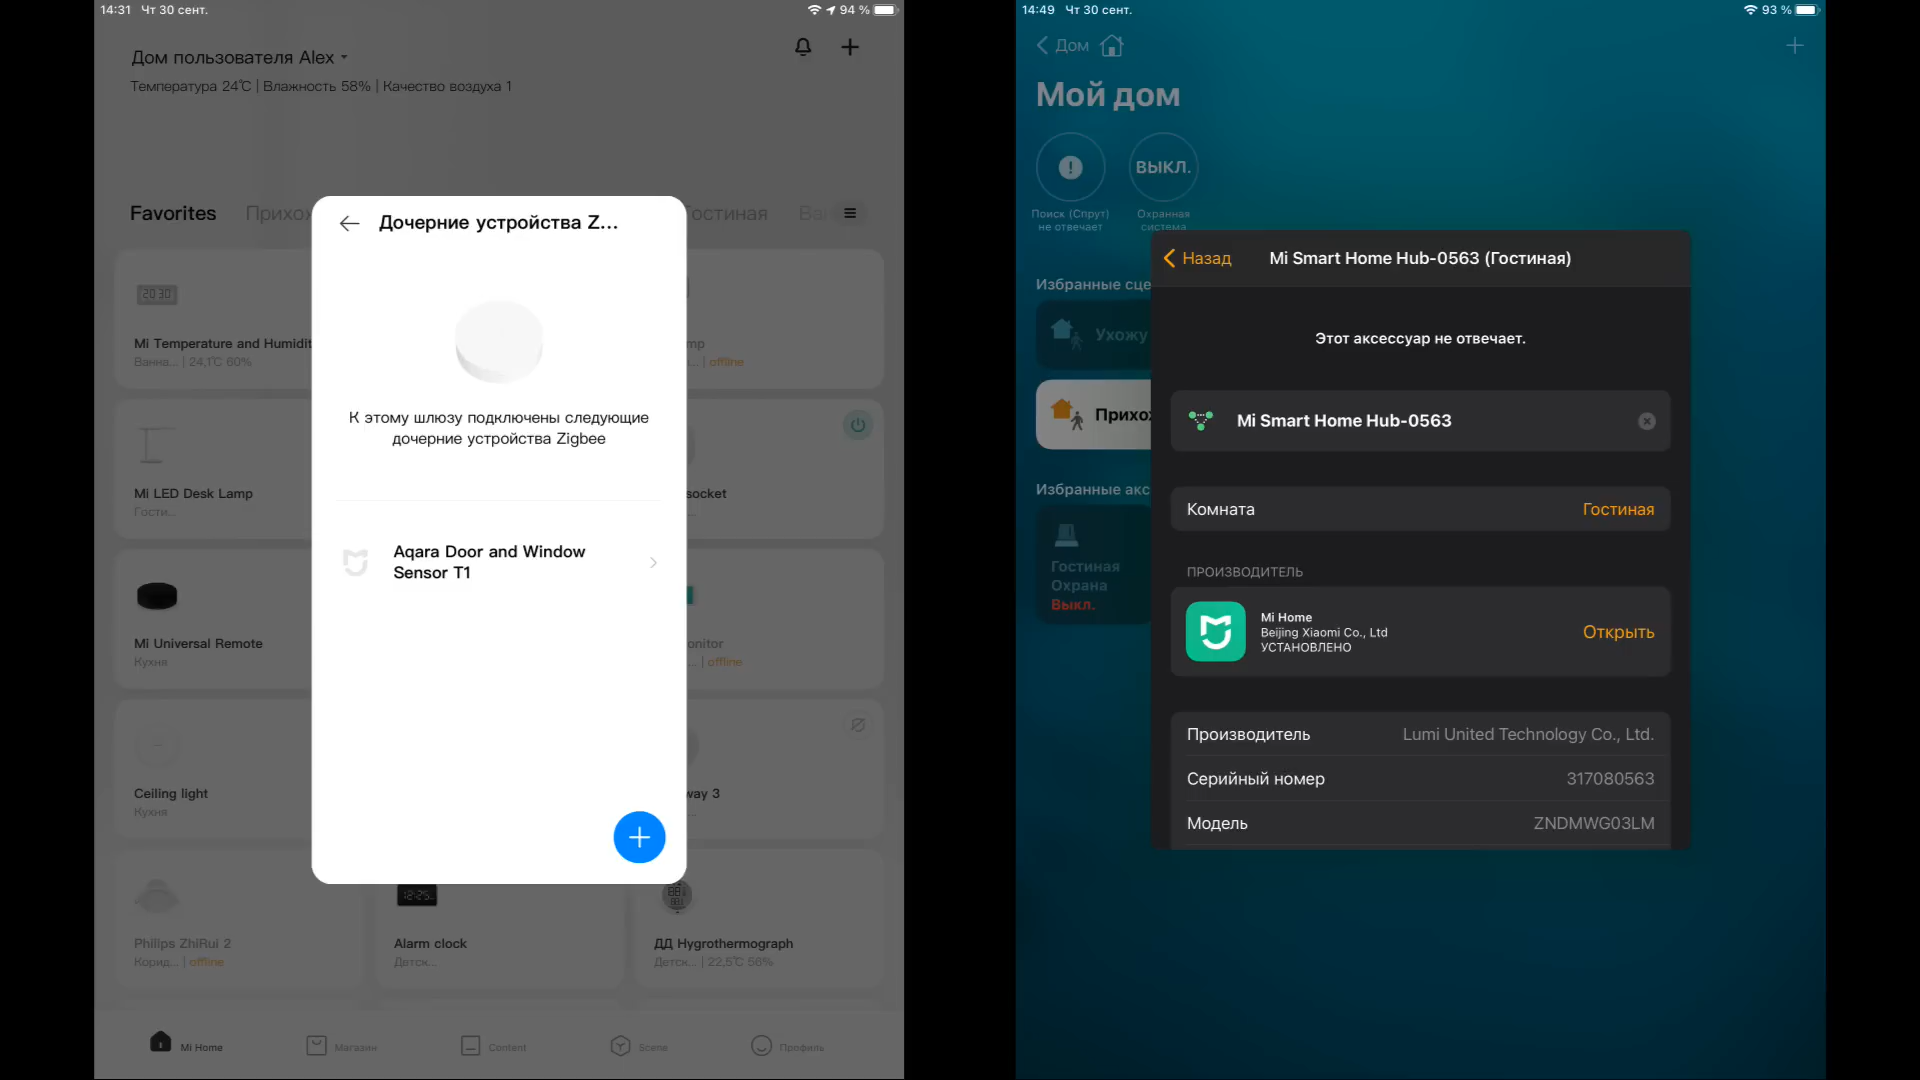 14:31 Чт 30 сент.
94 %
Дом пользователя Alex
Температура 24℃ | Влажность 58% | Качество воздуха 1
Favorites
Гостиная
Дочерние устройства Z...
К этому шлюзу подключены следующие
дочерние устройства Zigbee
Aqara Door and Window
Sensor T1
Mi Temperature and Humidit
Ванна... | 24,1℃ 60%
mp
| offline
Mi LED Desk Lamp
Гости...
socket
Mi Universal Remote
Кухня
onitor
... | offline
Ceiling light
Кухня
way 3
Philips ZhiRui 2
Корид... | offline
12:25
Alarm clock
Детск...
ДД Hygrothermograph
Детск... | 22,5℃ 56%
Mi Home
Магазин
Content
Scene
Профиль
14:49 Чт 30 сент.
93 %
Дом
Мой дом
ВЫКЛ.
Поиск (Спрут)
не отвечает
Охранная
система
Избранные сце
Ухожу
Прихо
Избранные акс
Гостиная
Охрана
Выкл.
Назад
Mi Smart Home Hub-0563 (Гостиная)
Этот аксессуар не отвечает.
Mi Smart Home Hub-0563
Комната
Гостиная
ПРОИЗВОДИТЕЛЬ
Mi Home
Beijing Xiaomi Co., Ltd
УСТАНОВЛЕНО
Открыть
Производитель
Lumi United Technology Co., Ltd.
Серийный номер
317080563
Модель
ZNDMWG03LM